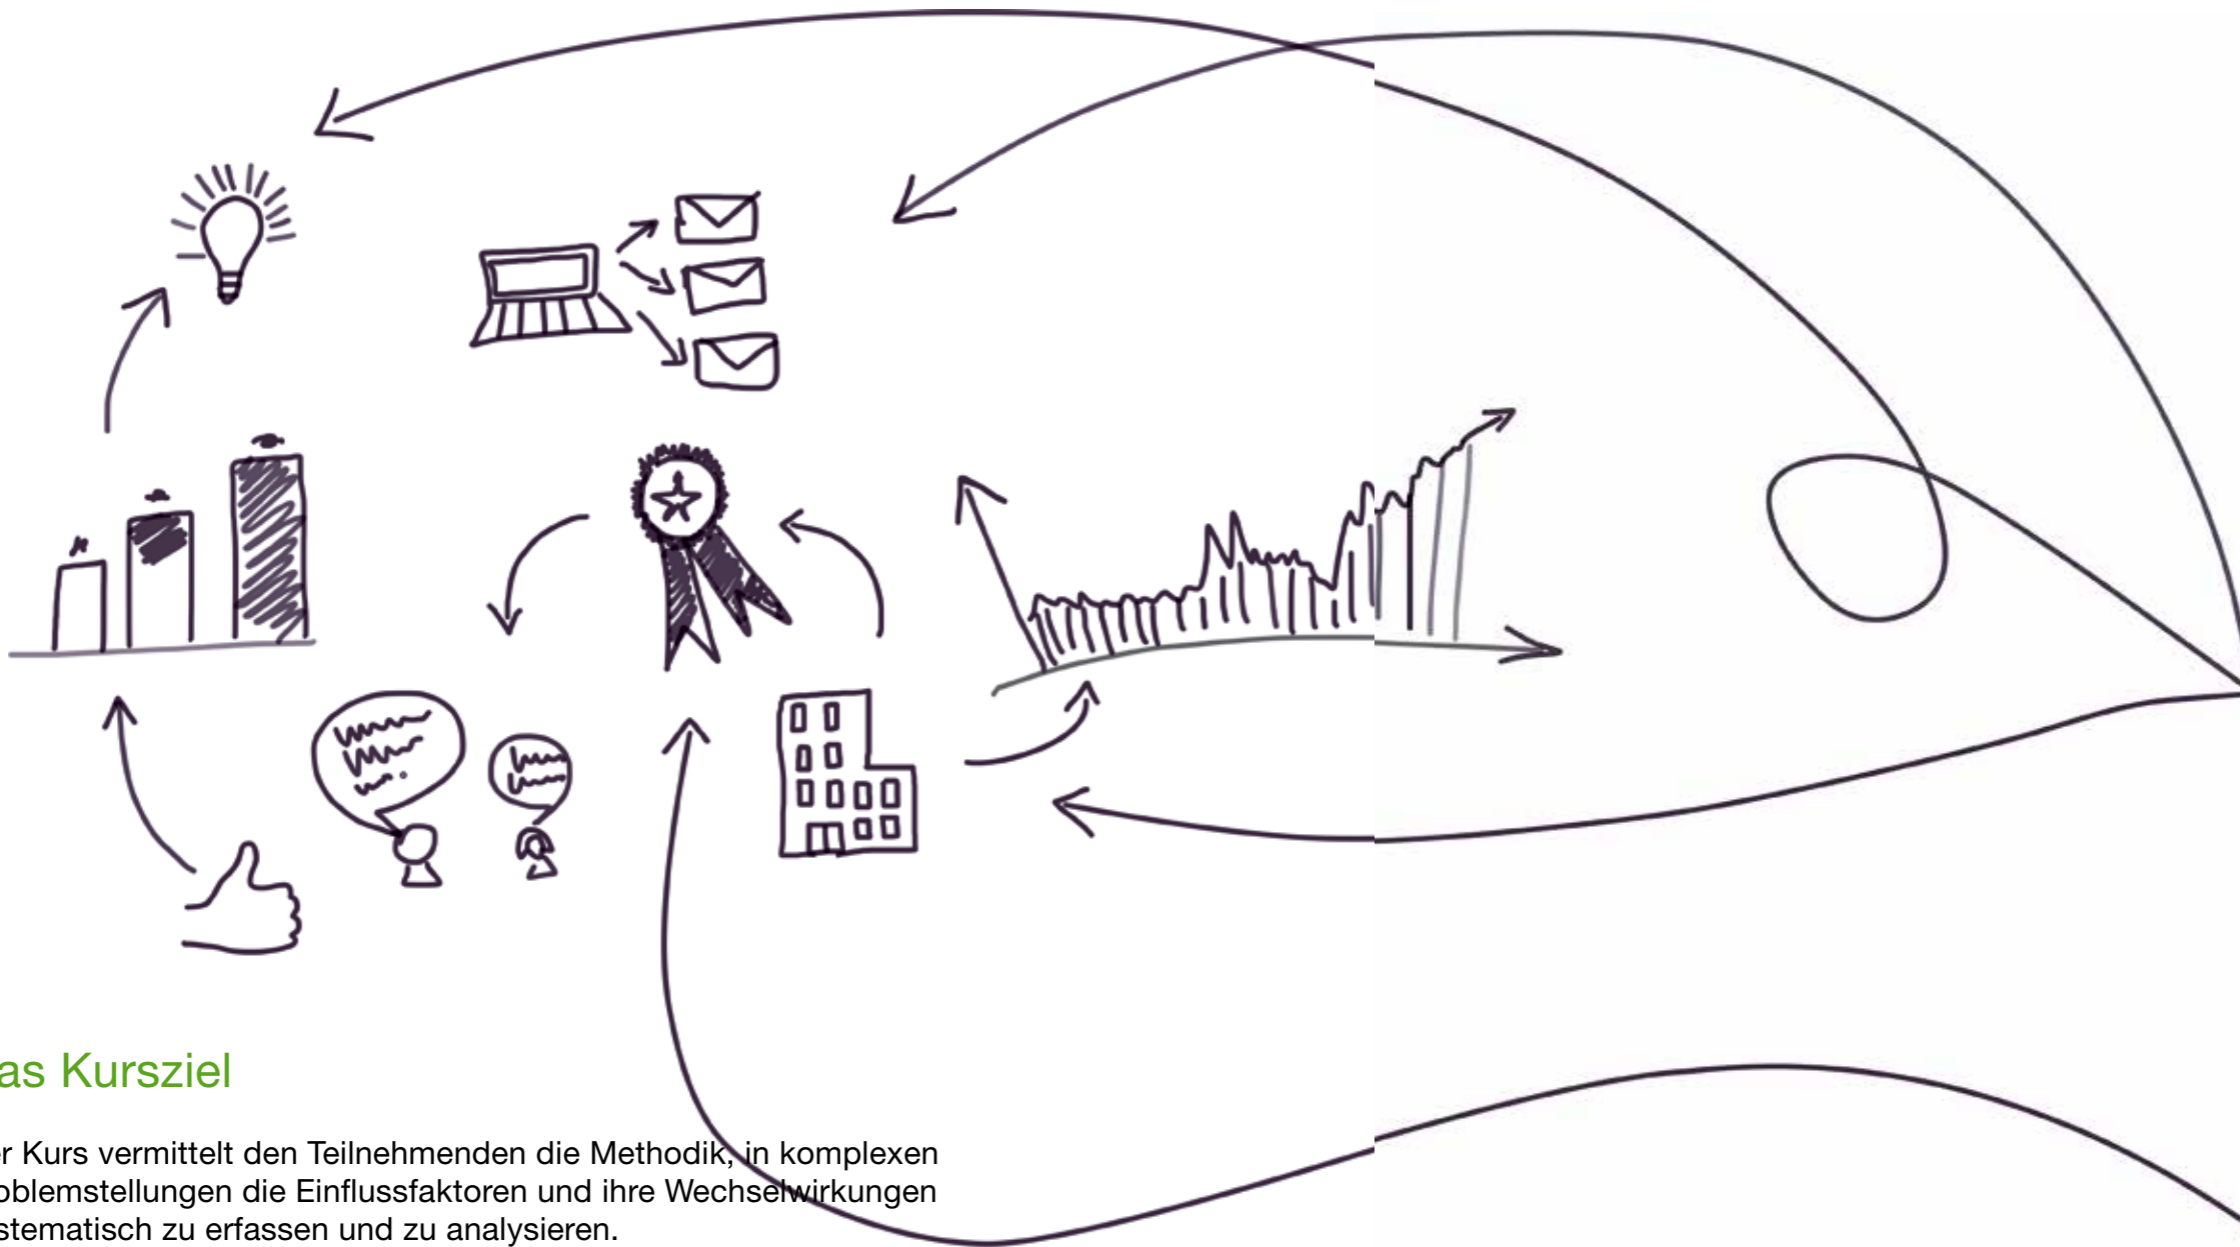 as Kursziel
er Kurs vermittelt den Teilnehmenden die Methodik, in komplexen
oblemstellungen die Einflussfaktoren und ihre Wechselwirkungen
stematisch zu erfassen und zu analysieren.